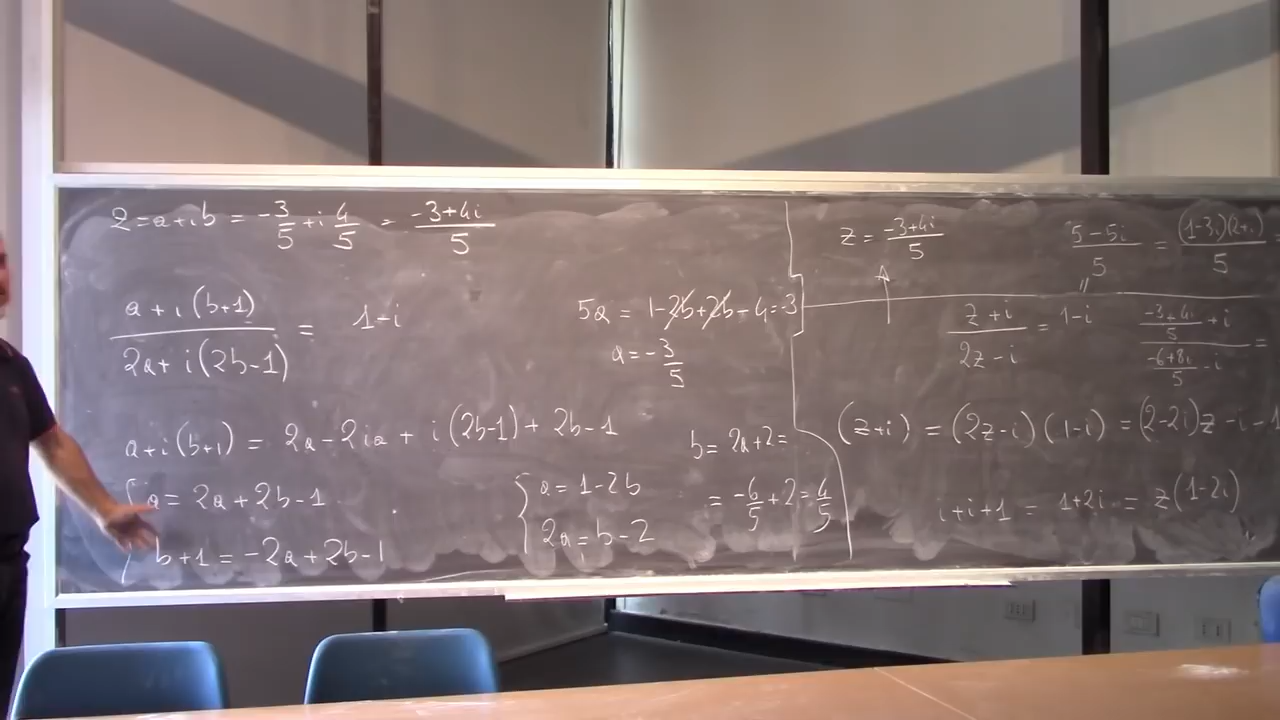 z = a+ib = -3/5 + i 4/5 = (-3+4i)/5
(a+i(b+1))/(2a+i(2b-1)) = 1-i
a+i(b+1) = 2a-2ia + i(2b-1) + 2b-1
{ a = 2a+2b-1
b+1 = -2a+2b-1
5a = 1-2b+2b-4=-3
a = -3/5
{ a = 1-2b
2a = b-2
b = 2a+2 =
= -6/5 + 2 = 4/5
z = (-3+4i)/5
(5-5i)/5 = ((1-3i)(2+i))/5 =
"
(z+i)/(2z-i) = 1-i
((-3+4i)/5 + i)/((-6+8i)/5 - i) =
(z+i) = (2z-i)(1-i) = (2-2i)z - i - 1
i+i+1 = 1+2i = z(1-2i)